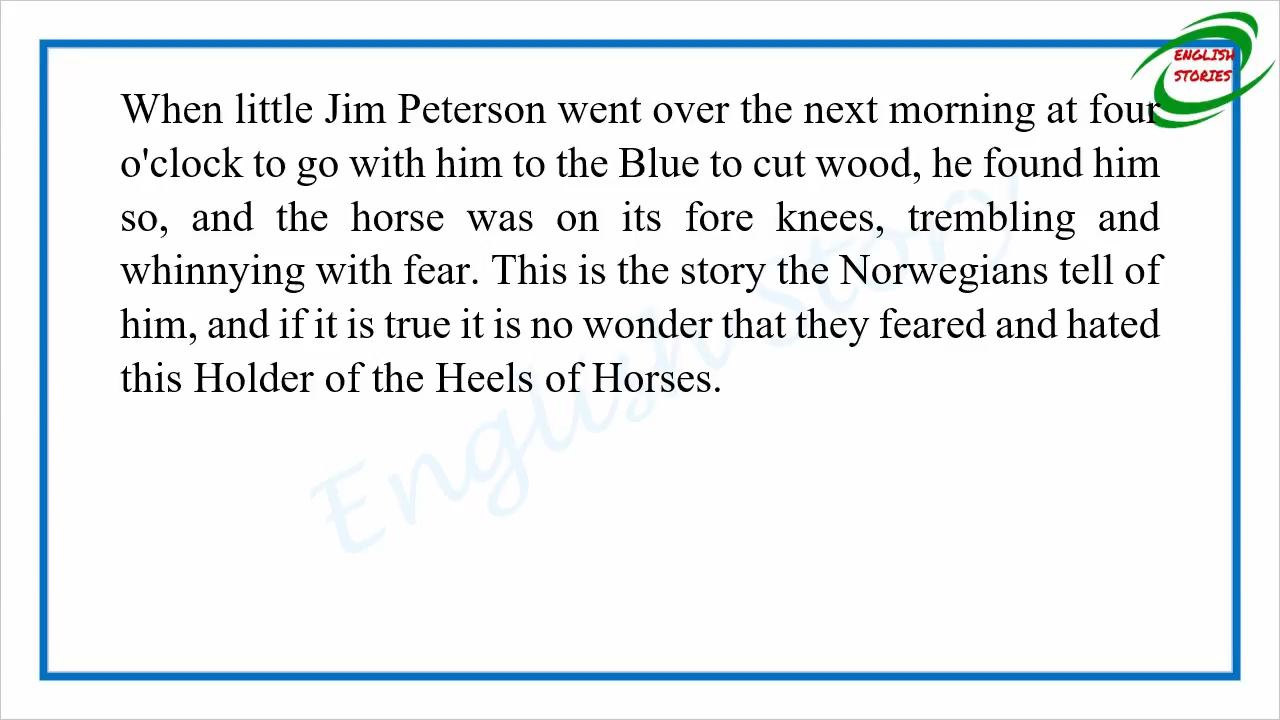 ENGLISH
STORIES
When little Jim Peterson went over the next morning at four
o'clock to go with him to the Blue to cut wood, he found him
so, and the horse was on its fore knees, trembling and
whinnying with fear. This is the story the Norwegians tell of
him, and if it is true it is no wonder that they feared and hated
this Holder of the Heels of Horses.
English Story